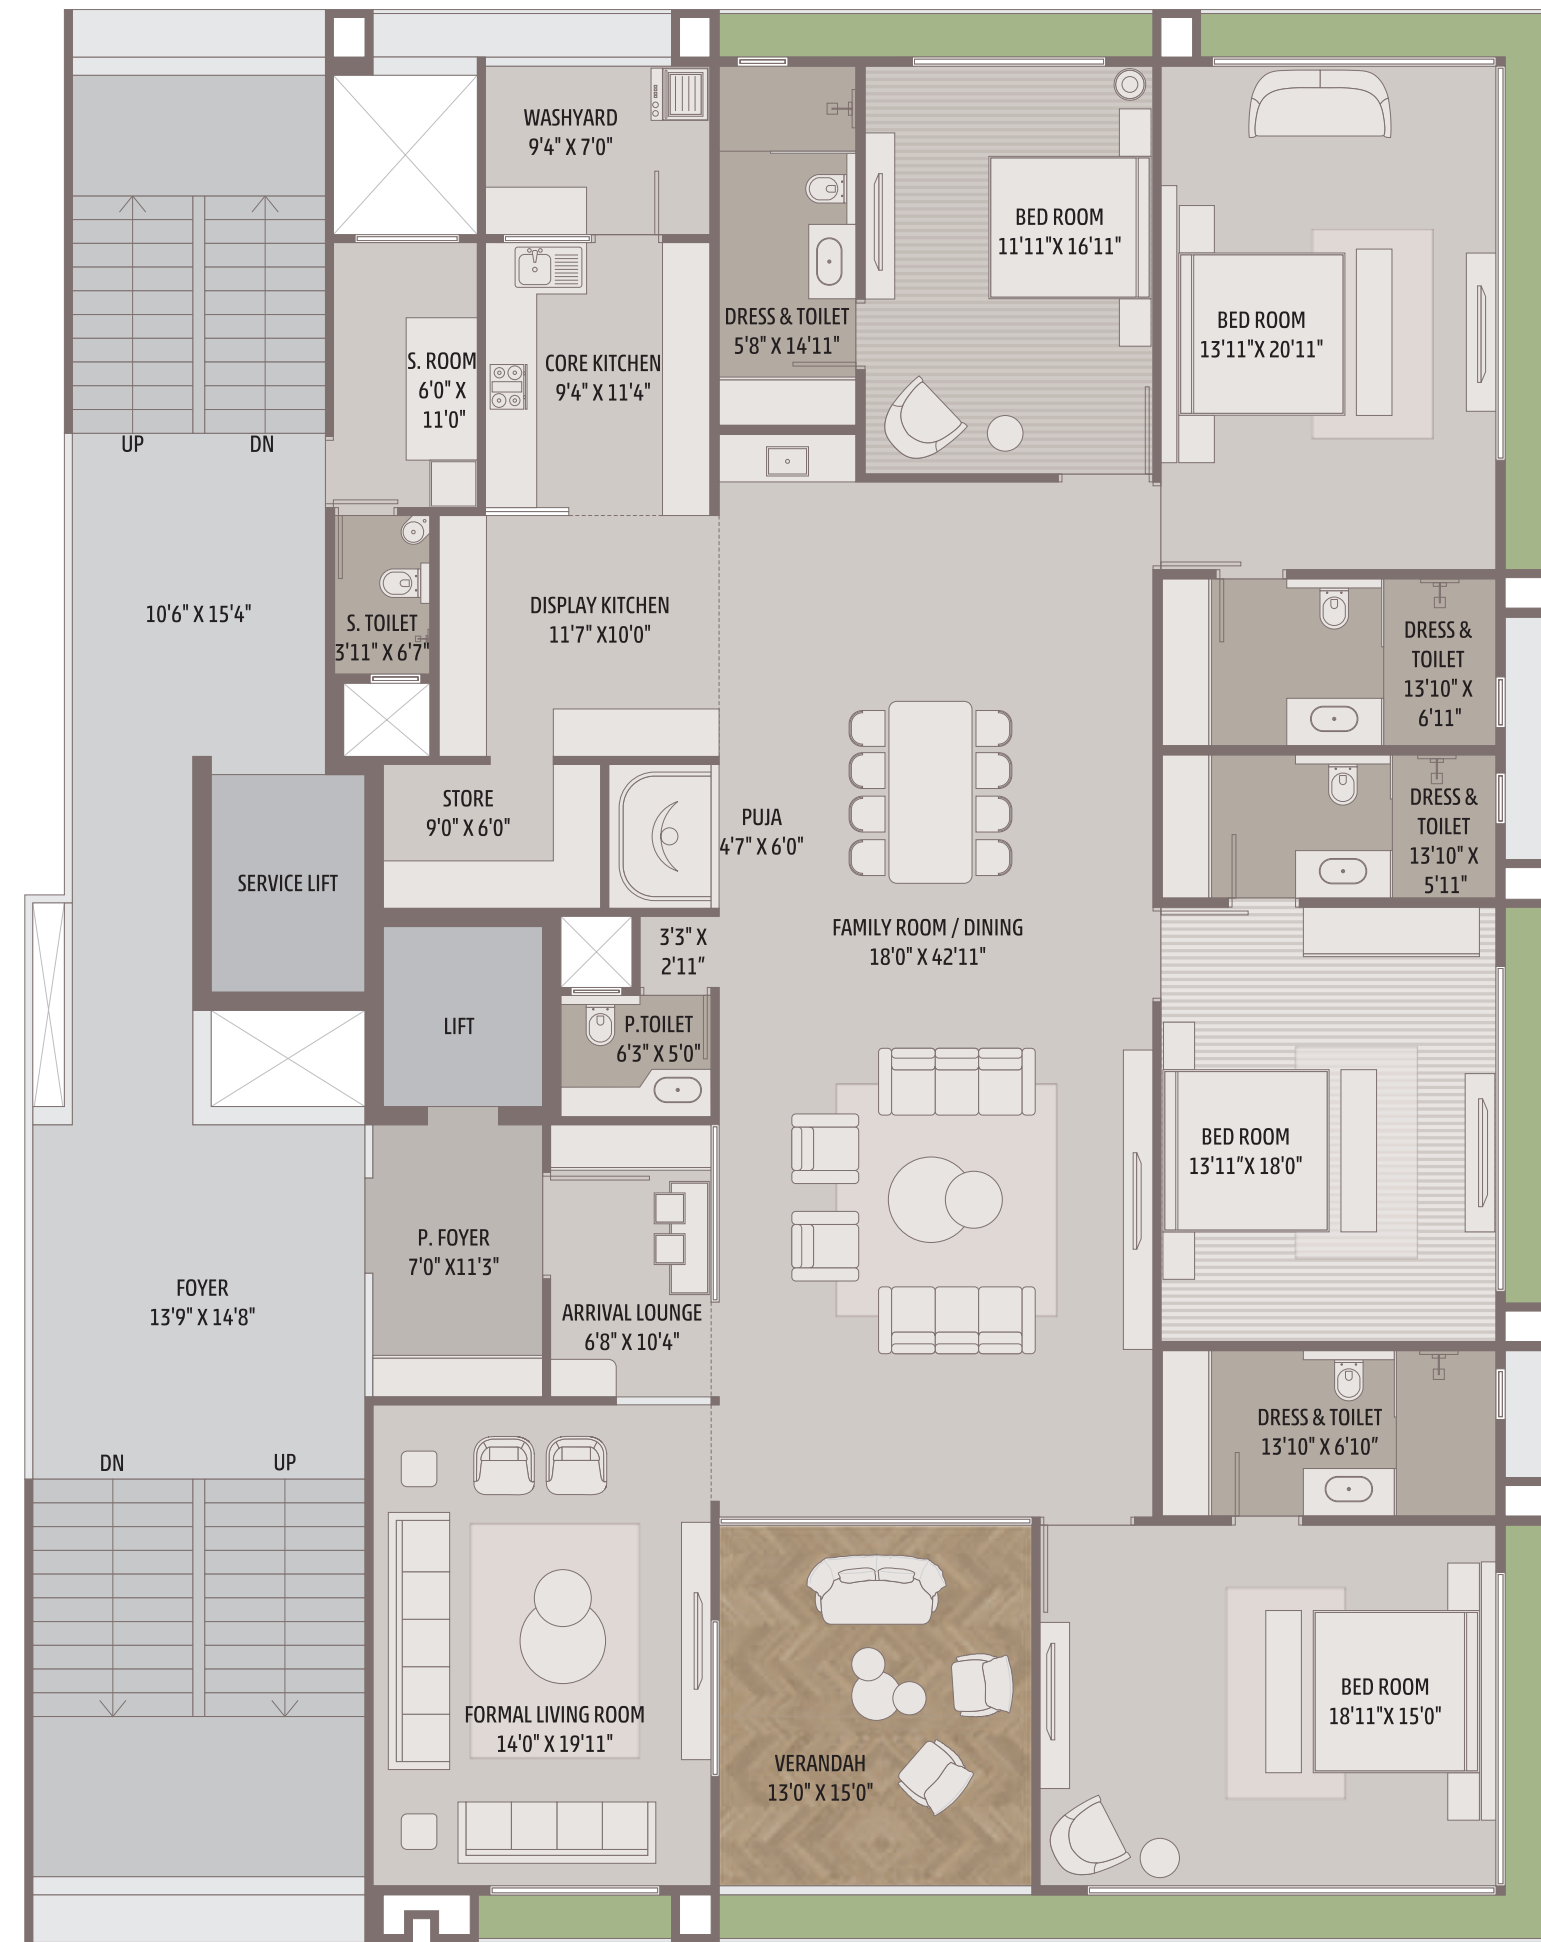 WASHYARD
9'4" X 7'0"
BED ROOM
11'11"X 16'11"
DRESS & TOILET
5'8" X 14'11"
BED ROOM
13'11"X 20'11"
S. ROOM
6'0" X
11'0"
CORE KITCHEN
9'4" X 11'4"
UP
DN
10'6" X 15'4"
S. TOILET
3'11" X 6'7"
DISPLAY KITCHEN
11'7" X10'0"
DRESS &
TOILET
13'10" X
6'11"
STORE
9'0" X 6'0"
PUJA
4'7" X 6'0"
DRESS &
TOILET
13'10" X
5'11"
SERVICE LIFT
FAMILY ROOM / DINING
18'0" X 42'11"
3'3" X
2'11"
LIFT
P.TOILET
6'3" X 5'0"
BED ROOM
13'11"X 18'0"
P. FOYER
7'0" X11'3"
FOYER
13'9" X 14'8"
ARRIVAL LOUNGE
6'8" X 10'4"
DRESS & TOILET
13'10" X 6'10"
DN
UP
FORMAL LIVING ROOM
14'0" X 19'11"
VERANDAH
13'0" X 15'0"
BED ROOM
18'11"X 15'0"